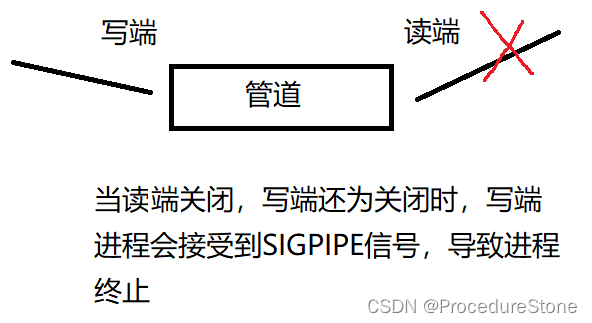 写端
读端
管道
当读端关闭，写端还为关闭时，写端
进程会接受到SIGPIPE信号，导致进程
终止
CSDN @ProcedureStone